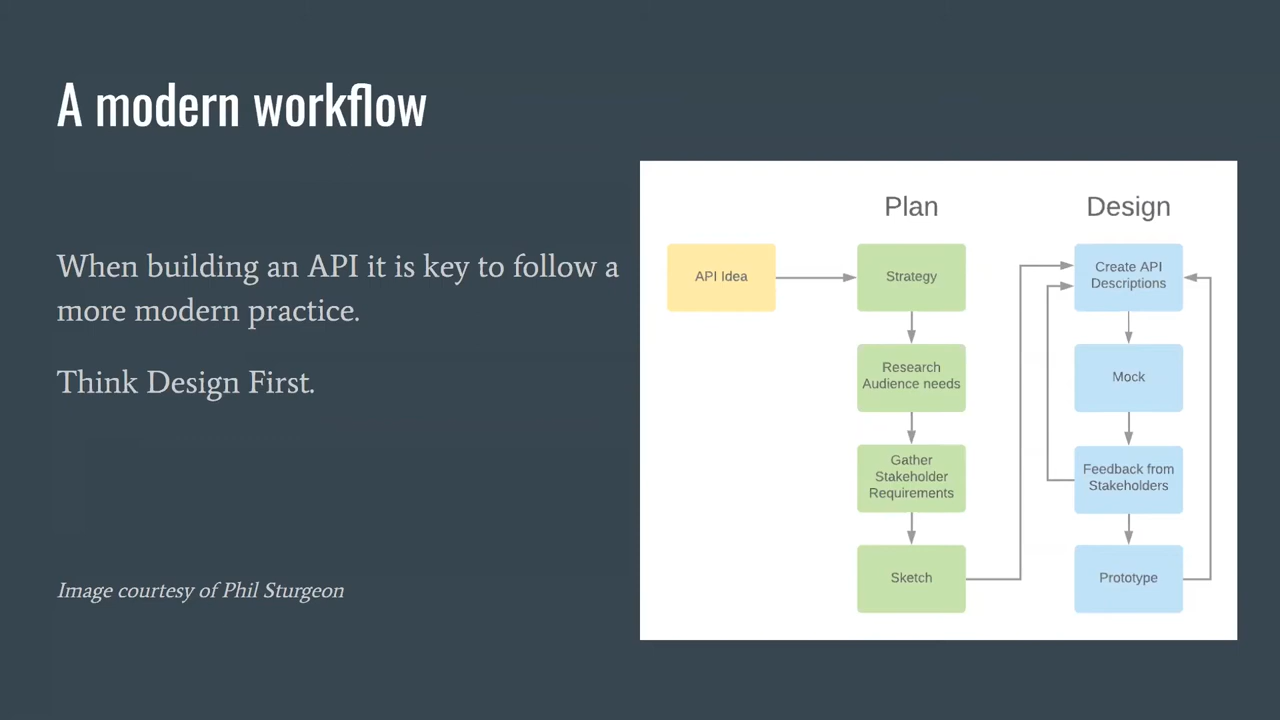 A modern workflow
When building an API it is key to follow a
more modern practice.
Think Design First.
Image courtesy of Phil Sturgeon
Plan
Design
API Idea
Strategy
Research
Audience needs
Gather
Stakeholder
Requirements
Sketch
Create API
Descriptions
Mock
Feedback from
Stakeholders
Prototype